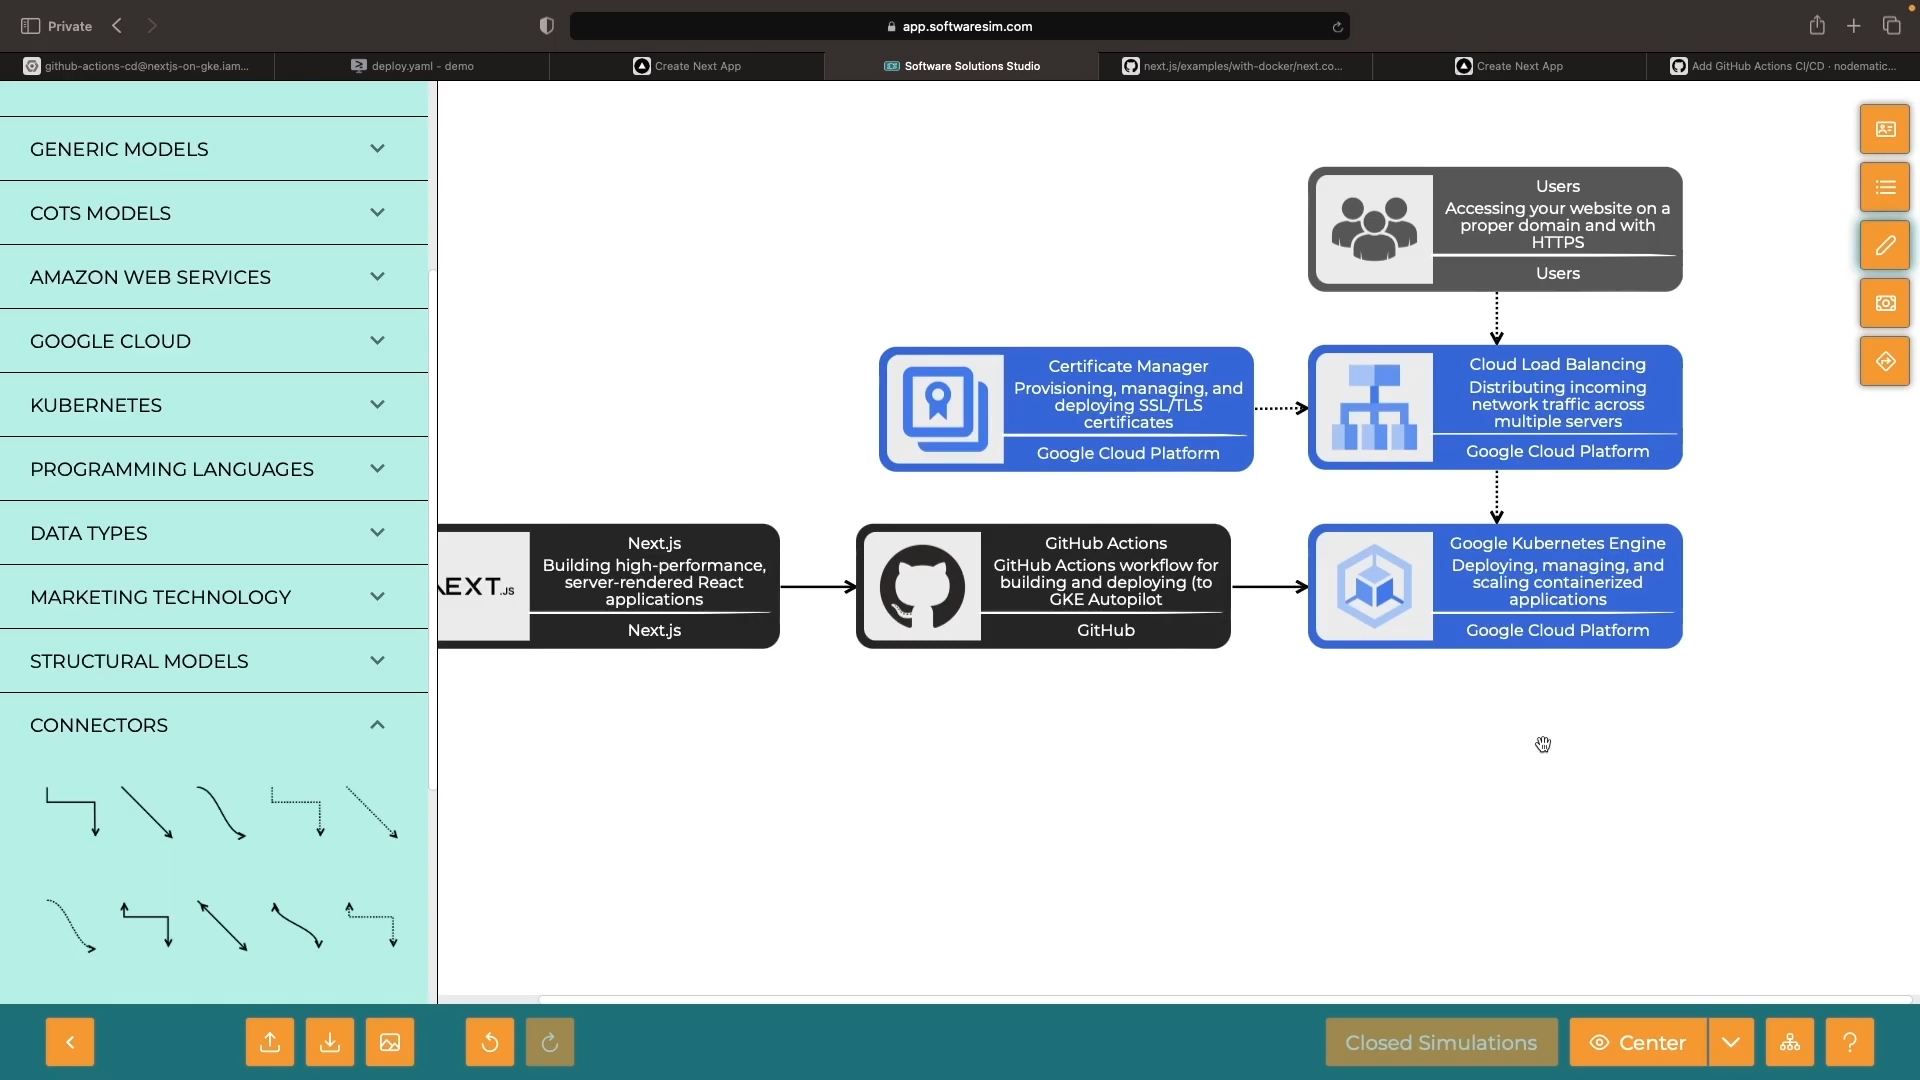 Private
app.softwaresim.com
github-actions-cd@nextjs-on-gke.iam...
deploy.yaml - demo
Create Next App
Software Solutions Studio
next.js/examples/with-docker/next.co...
Create Next App
Add GitHub Actions CI/CD · nodematic...
GENERIC MODELS
COTS MODELS
AMAZON WEB SERVICES
GOOGLE CLOUD
KUBERNETES
PROGRAMMING LANGUAGES
DATA TYPES
MARKETING TECHNOLOGY
STRUCTURAL MODELS
CONNECTORS
Users
Accessing your website on a
proper domain and with
HTTPS
Users
Certificate Manager
Provisioning, managing, and
deploying SSL/TLS
certificates
Google Cloud Platform
Cloud Load Balancing
Distributing incoming
network traffic across
multiple servers
Google Cloud Platform
NEXT.JS
Next.js
Building high-performance,
server-rendered React
applications
Next.js
GitHub Actions
GitHub Actions workflow for
building and deploying (to
GKE Autopilot
GitHub
Google Kubernetes Engine
Deploying, managing, and
scaling containerized
applications
Google Cloud Platform
Closed Simulations
Center
?